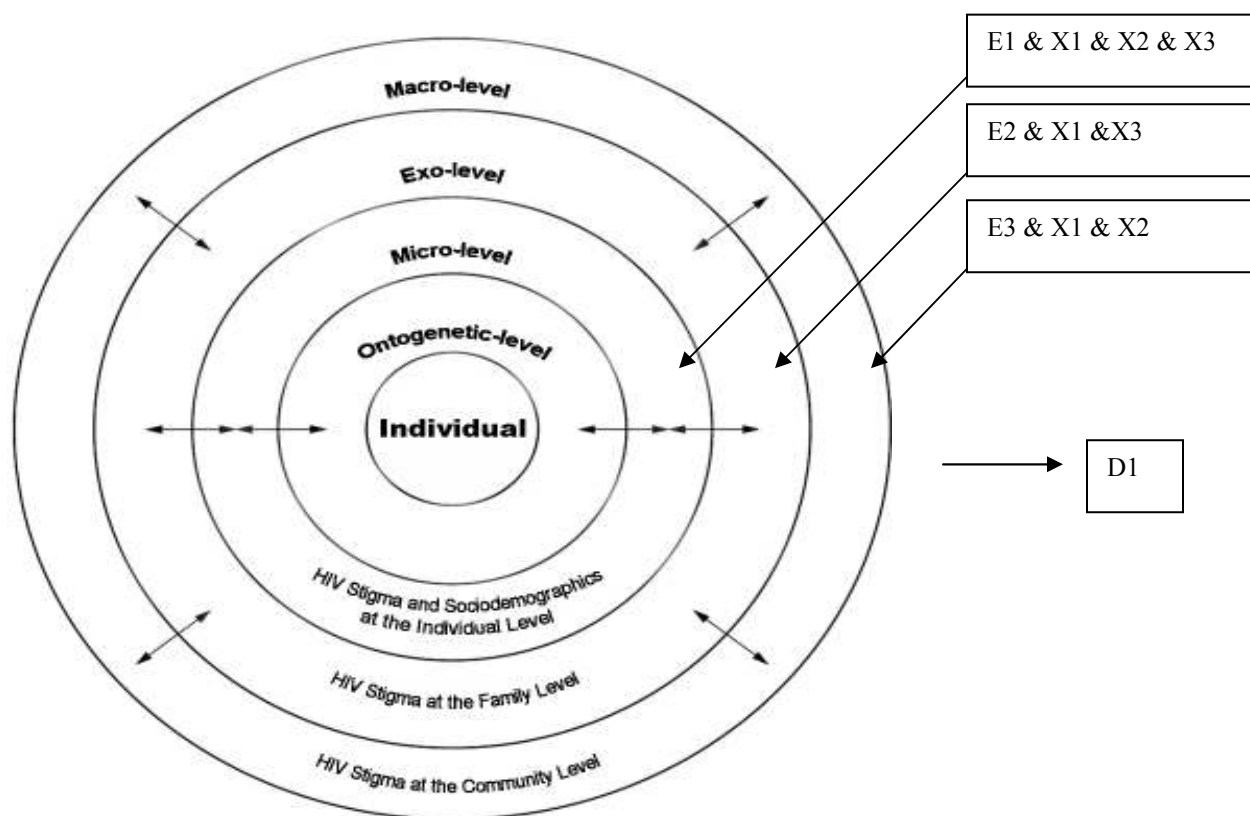 E1 & X1 & X2 & X3
Macro-level
E2 & X1 &X3
Exo-level
E3 & X1 & X2
Micro-level
Ontogenetic-level
Individual
D1
HIV Stigma and Sociodemographics
at the Individual Level
HIV Stigma at the Family Level
HIV Stigma at the Community Level